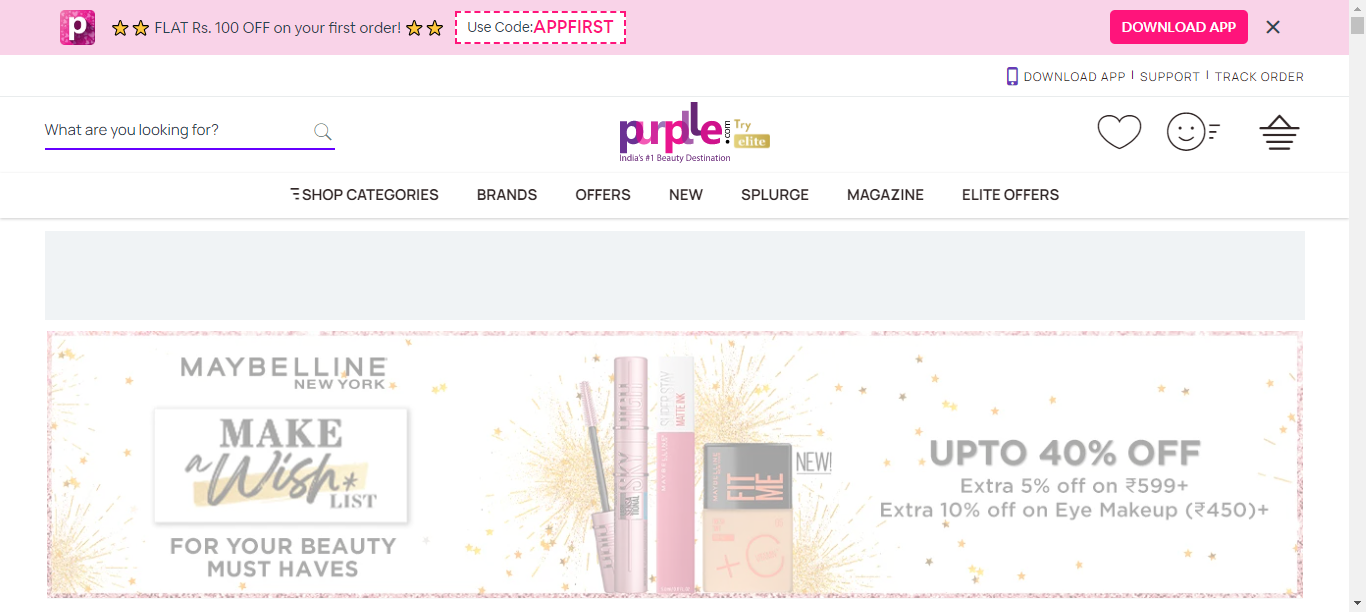 FLAT Rs. 100 OFF on your first order!
Use Code:APPFIRST
DOWNLOAD APP
DOWNLOAD APP
SUPPORT
TRACK ORDER
What are you looking for?
purplle.com
Try
elite
India's #1 Beauty Destination
SHOP CATEGORIES
BRANDS
OFFERS
NEW
SPLURGE
MAGAZINE
ELITE OFFERS
MAYBELLINE
NEW YORK
MAKE
a Wish*
LIST
FOR YOUR BEAUTY
MUST HAVES
SKY HIGH
SUPER STAY
MATTE INK
MAYBELLINE
FIT
ME
NEW!
UPTO 40% OFF
Extra 5% off on ₹599+
Extra 10% off on Eye Makeup (₹450)+